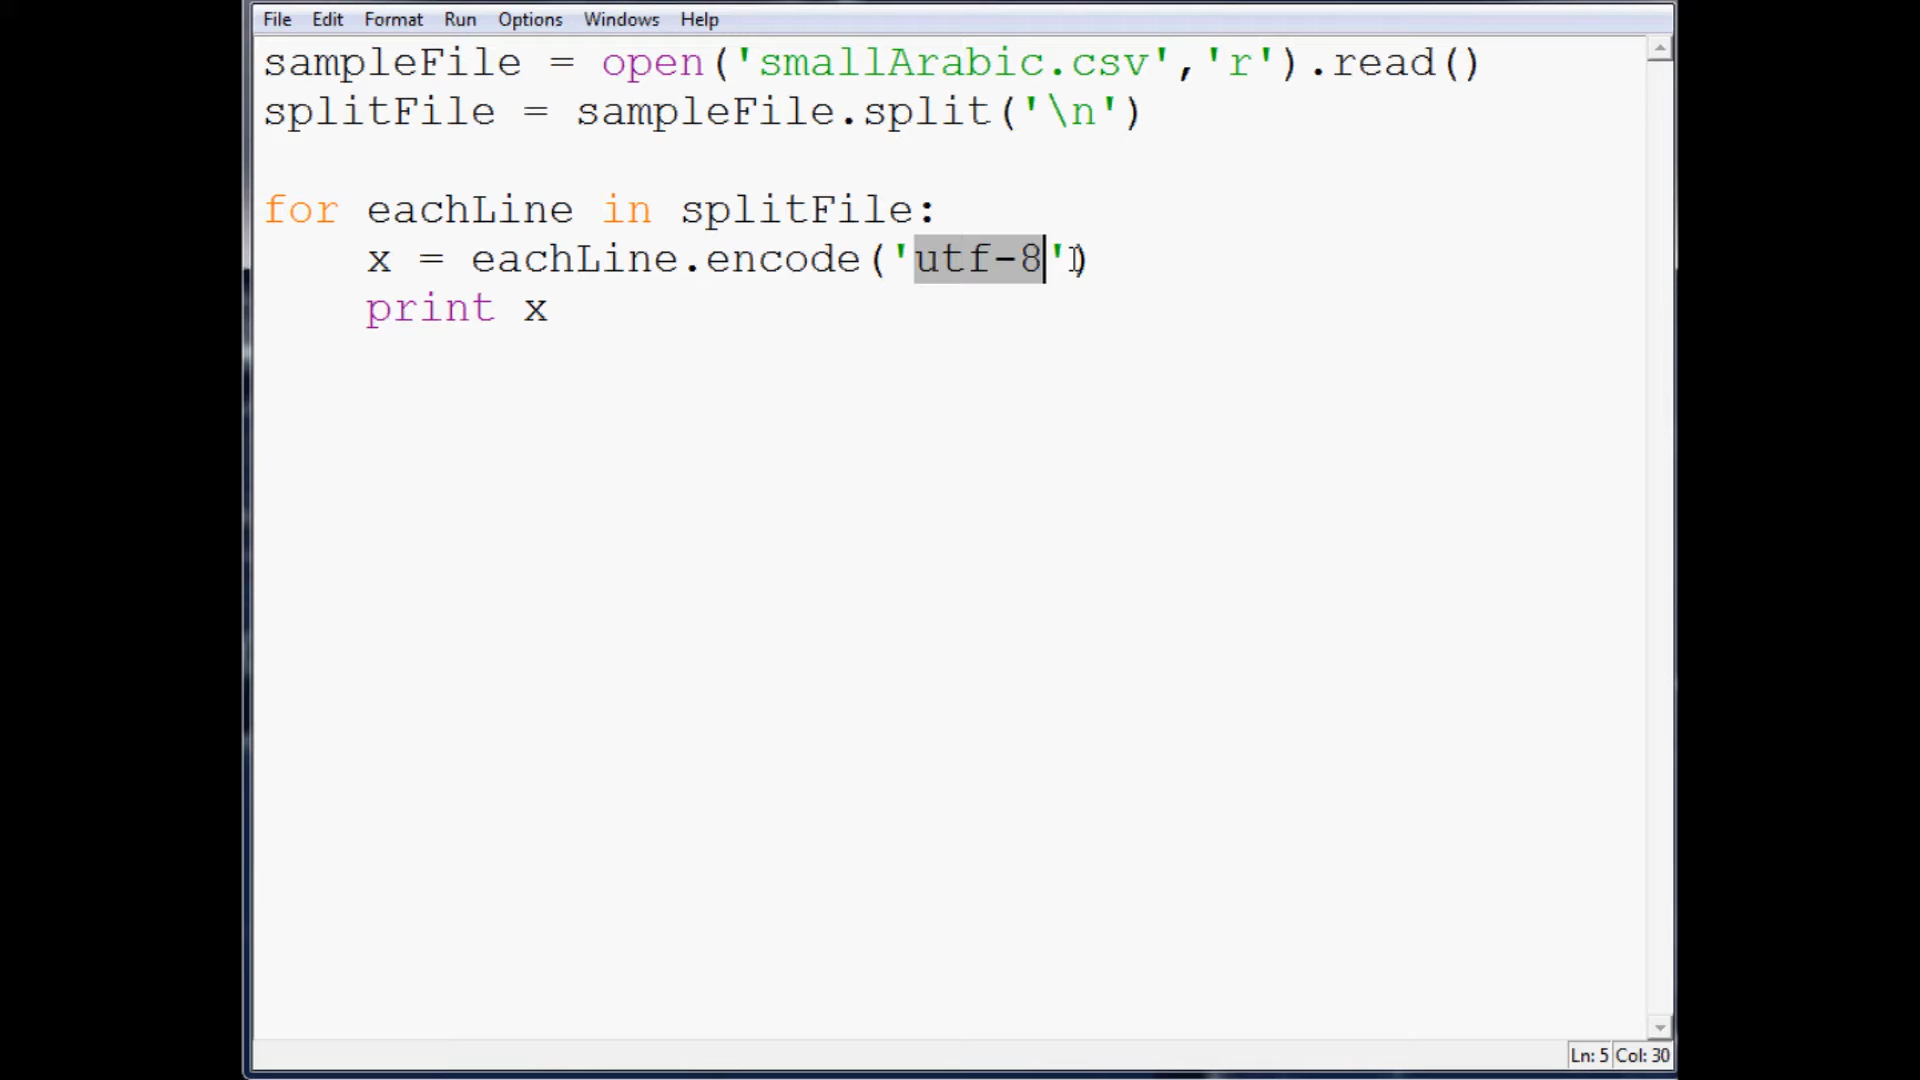 File Edit Format Run Options Windows Help
sampleFile = open('smallArabic.csv','r').read()
splitFile = sampleFile.split('\n')
for eachLine in splitFile:
    x = eachLine.encode('utf-8')
    print x
Ln: 5 Col: 30